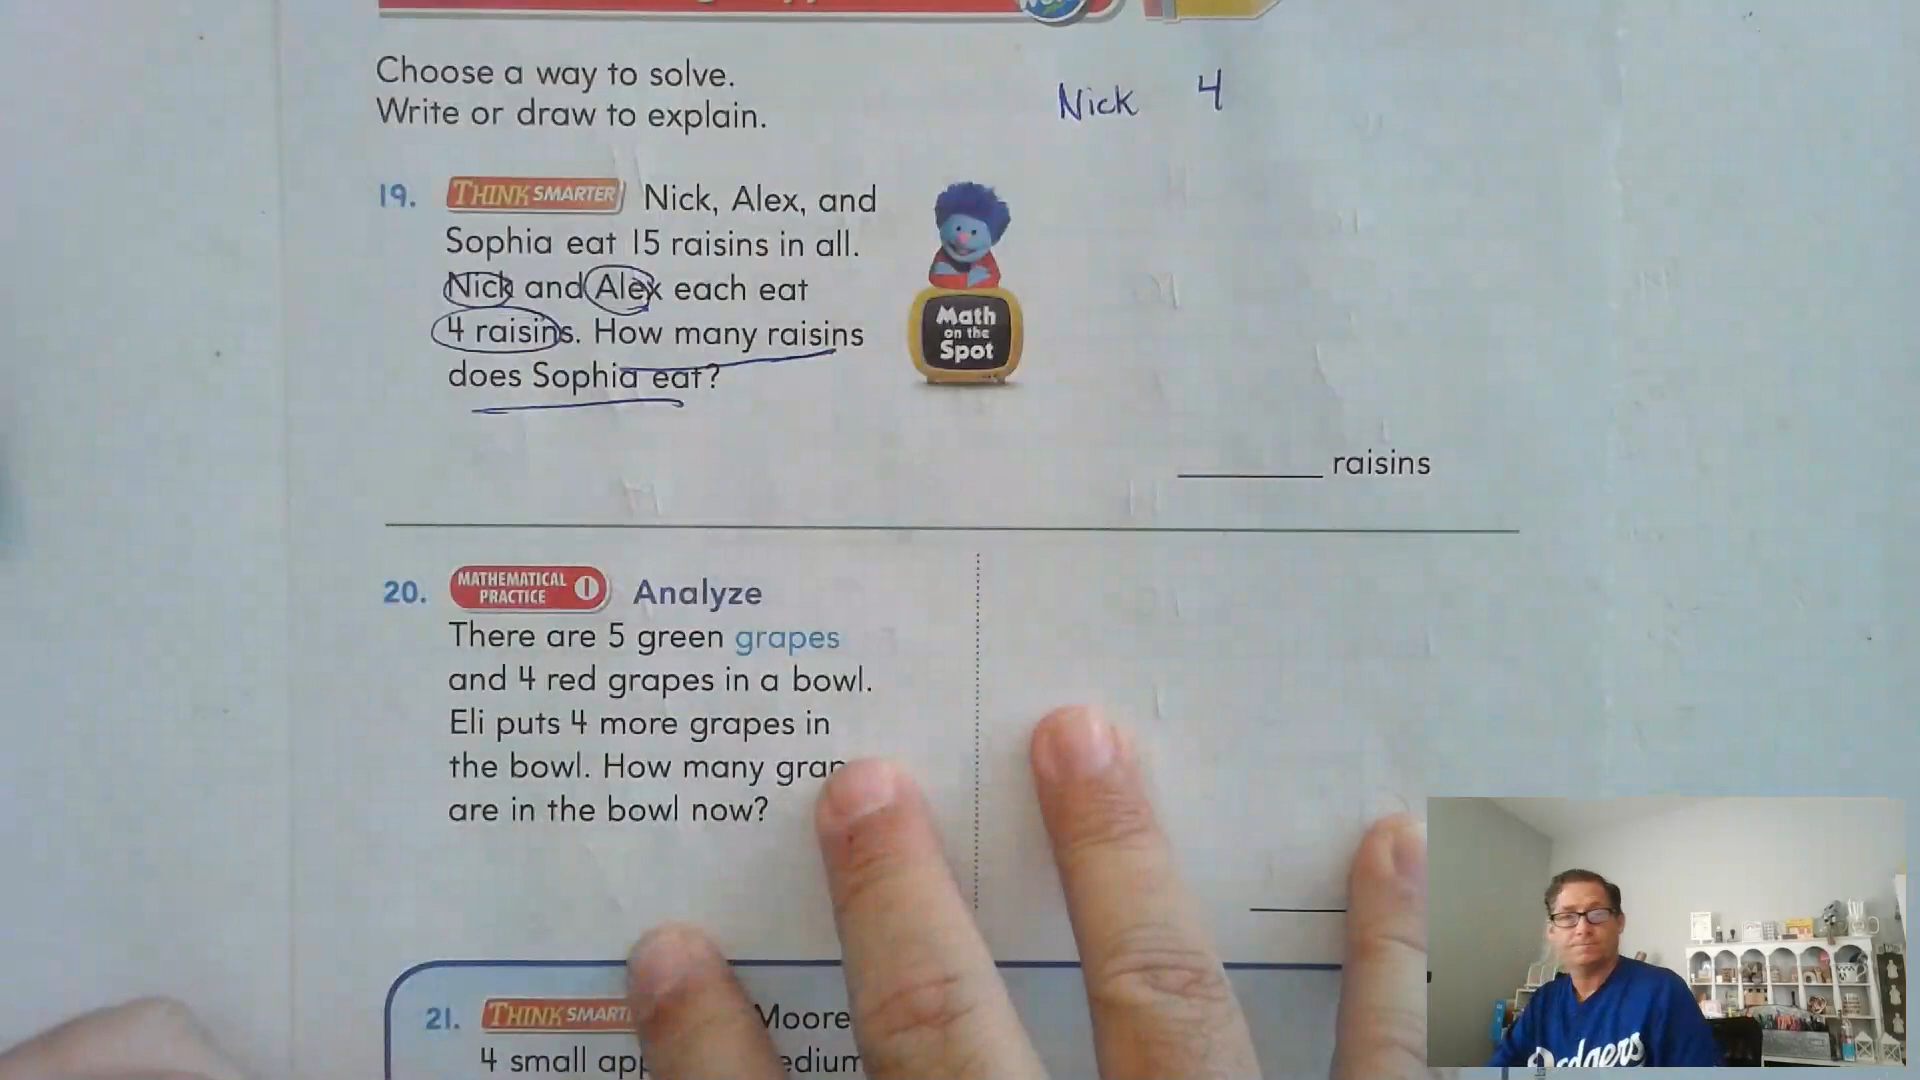 Choose a way to solve.
Write or draw to explain.
Nick 4
19. THINK SMARTER Nick, Alex, and
Sophia eat 15 raisins in all.
Nick and Alex each eat
4 raisins. How many raisins
does Sophia eat?
Math
on the
Spot
raisins
20. MATHEMATICAL PRACTICE 1 Analyze
There are 5 green grapes
and 4 red grapes in a bowl.
Eli puts 4 more grapes in
the bowl. How many
are in the bowl now?
21. THINK Moore
4 small
Dodgers